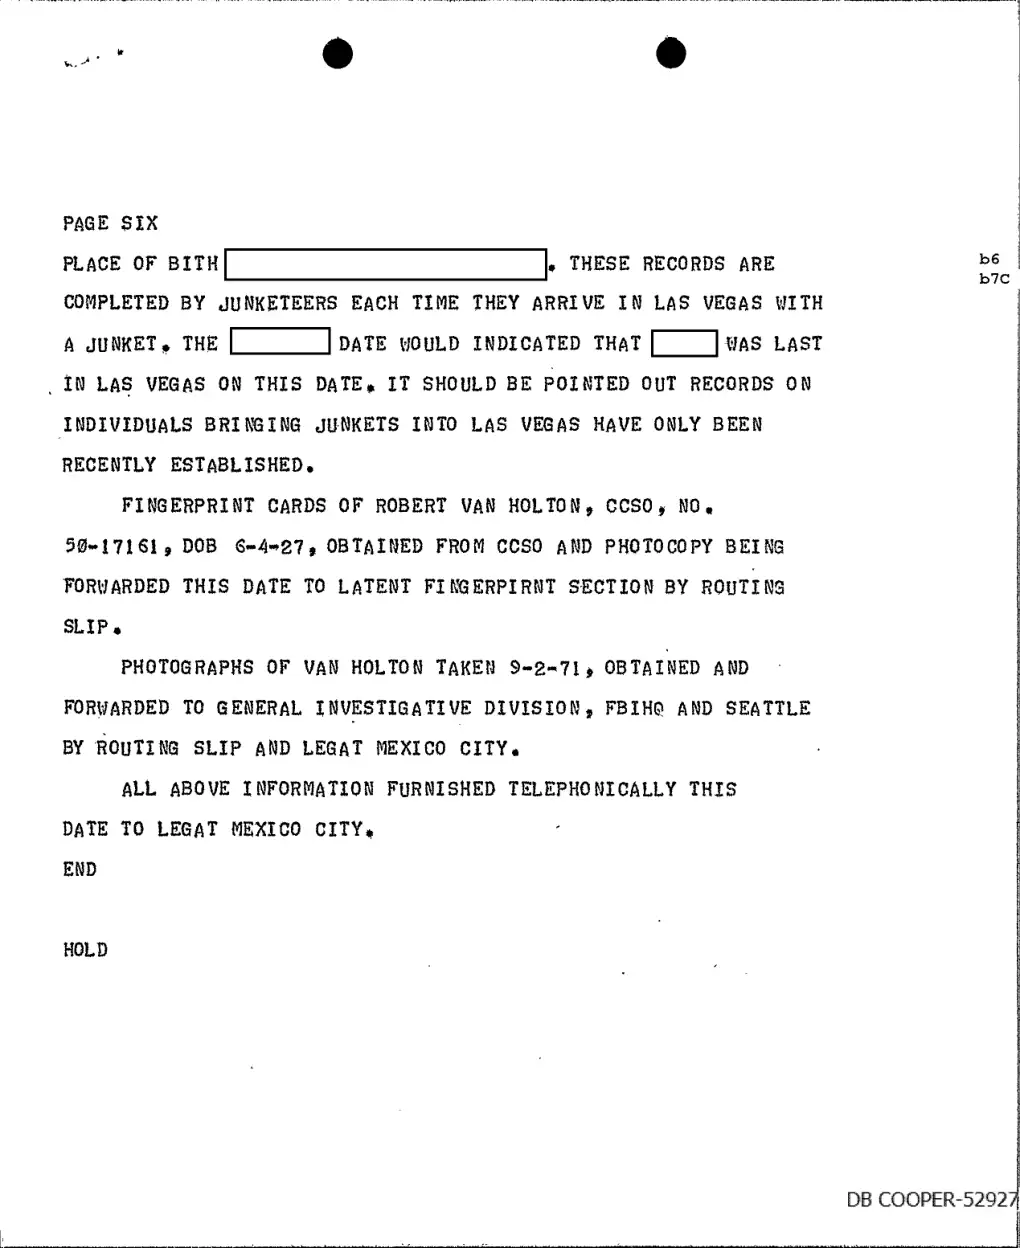 PAGE SIX
PLACE OF BITH . THESE RECORDS ARE
b6
b7C
COMPLETED BY JUNKETEERS EACH TIME THEY ARRIVE IN LAS VEGAS WITH
A JUNKET. THE DATE WOULD INDICATED THAT WAS LAST
IN LAS VEGAS ON THIS DATE. IT SHOULD BE POINTED OUT RECORDS ON
INDIVIDUALS BRINGING JUNKETS INTO LAS VEGAS HAVE ONLY BEEN
RECENTLY ESTABLISHED.
FINGERPRINT CARDS OF ROBERT VAN HOLTON, CCSO, NO.
50-17161, DOB 6-4-27, OBTAINED FROM CCSO AND PHOTOCOPY BEING
FORWARDED THIS DATE TO LATENT FINGERPIRNT SECTION BY ROUTING
SLIP.
PHOTOGRAPHS OF VAN HOLTON TAKEN 9-2-71, OBTAINED AND
FORWARDED TO GENERAL INVESTIGATIVE DIVISION, FBIHQ AND SEATTLE
BY ROUTING SLIP AND LEGAT MEXICO CITY.
ALL ABOVE INFORMATION FURNISHED TELEPHONICALLY THIS
DATE TO LEGAT MEXICO CITY.
END
HOLD
DB COOPER-52927